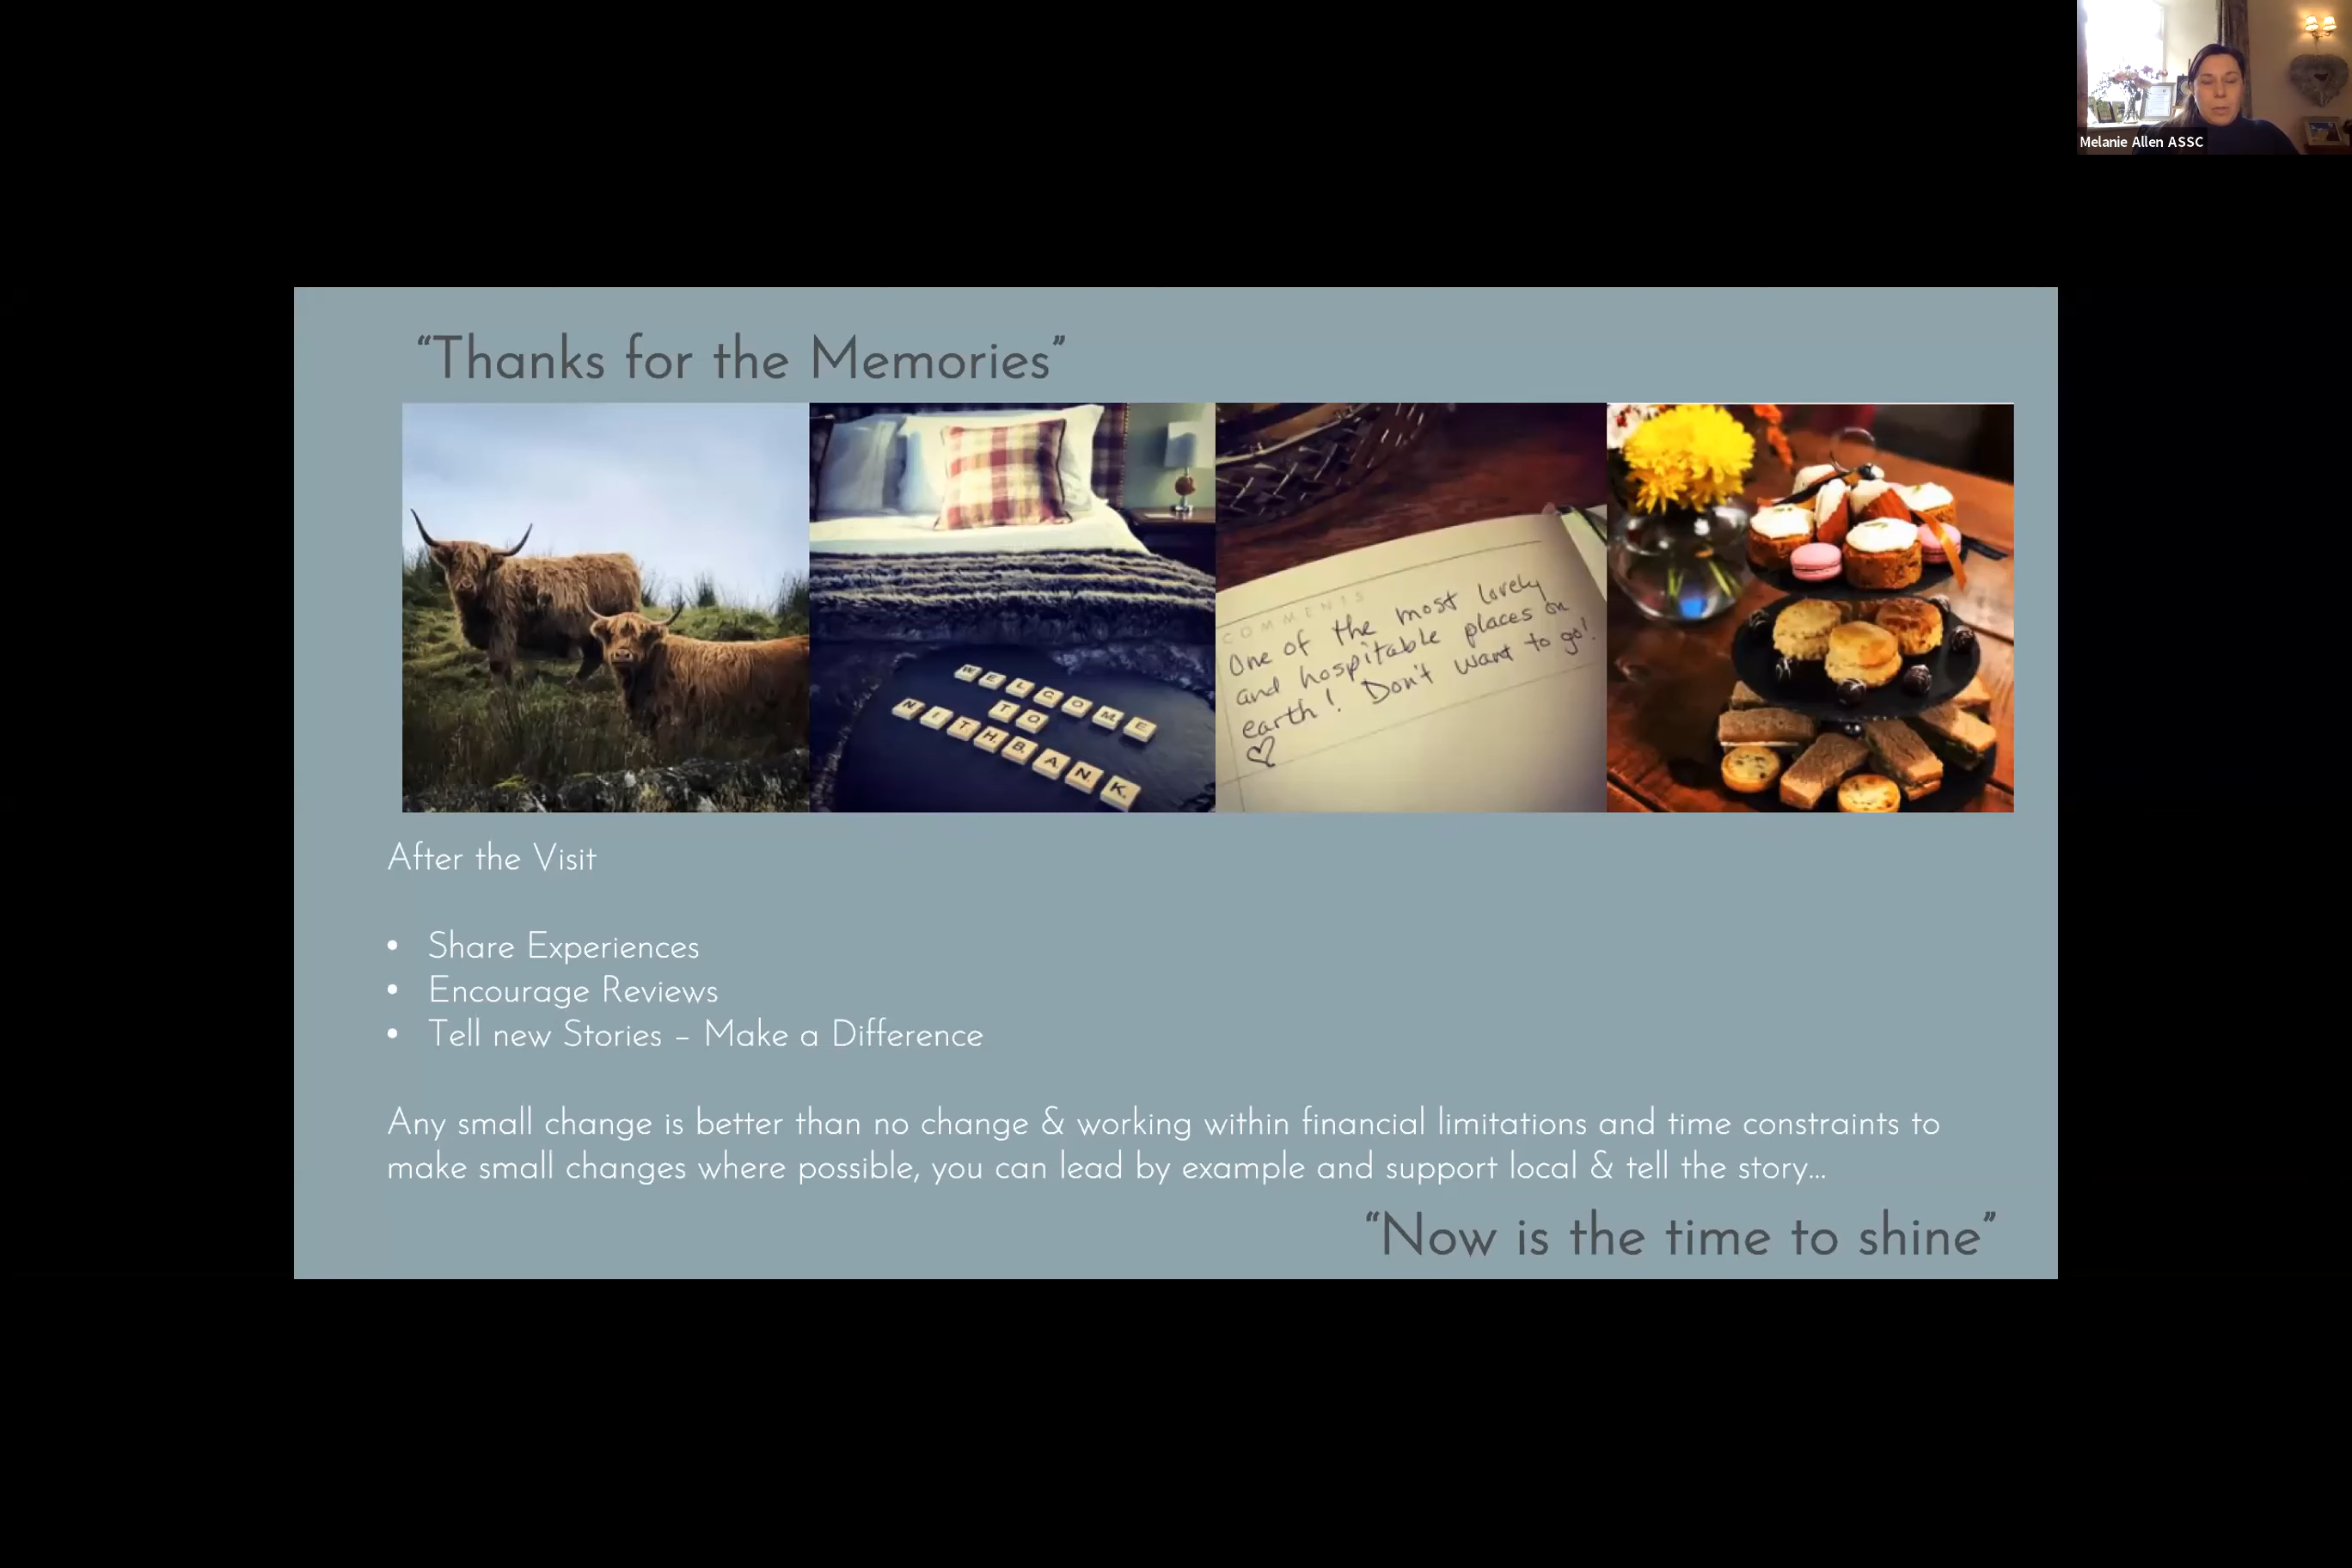 Melanie Allen ASSC
“Thanks for the Memories”
WELCOME
TO
NITHBANK
COMMENTS
One of the most lovely
and hospitable places on
earth! Don't want to go!
♡
After the Visit
• Share Experiences
• Encourage Reviews
• Tell new Stories – Make a Difference
Any small change is better than no change & working within financial limitations and time constraints to
make small changes where possible, you can lead by example and support local & tell the story...
“Now is the time to shine”